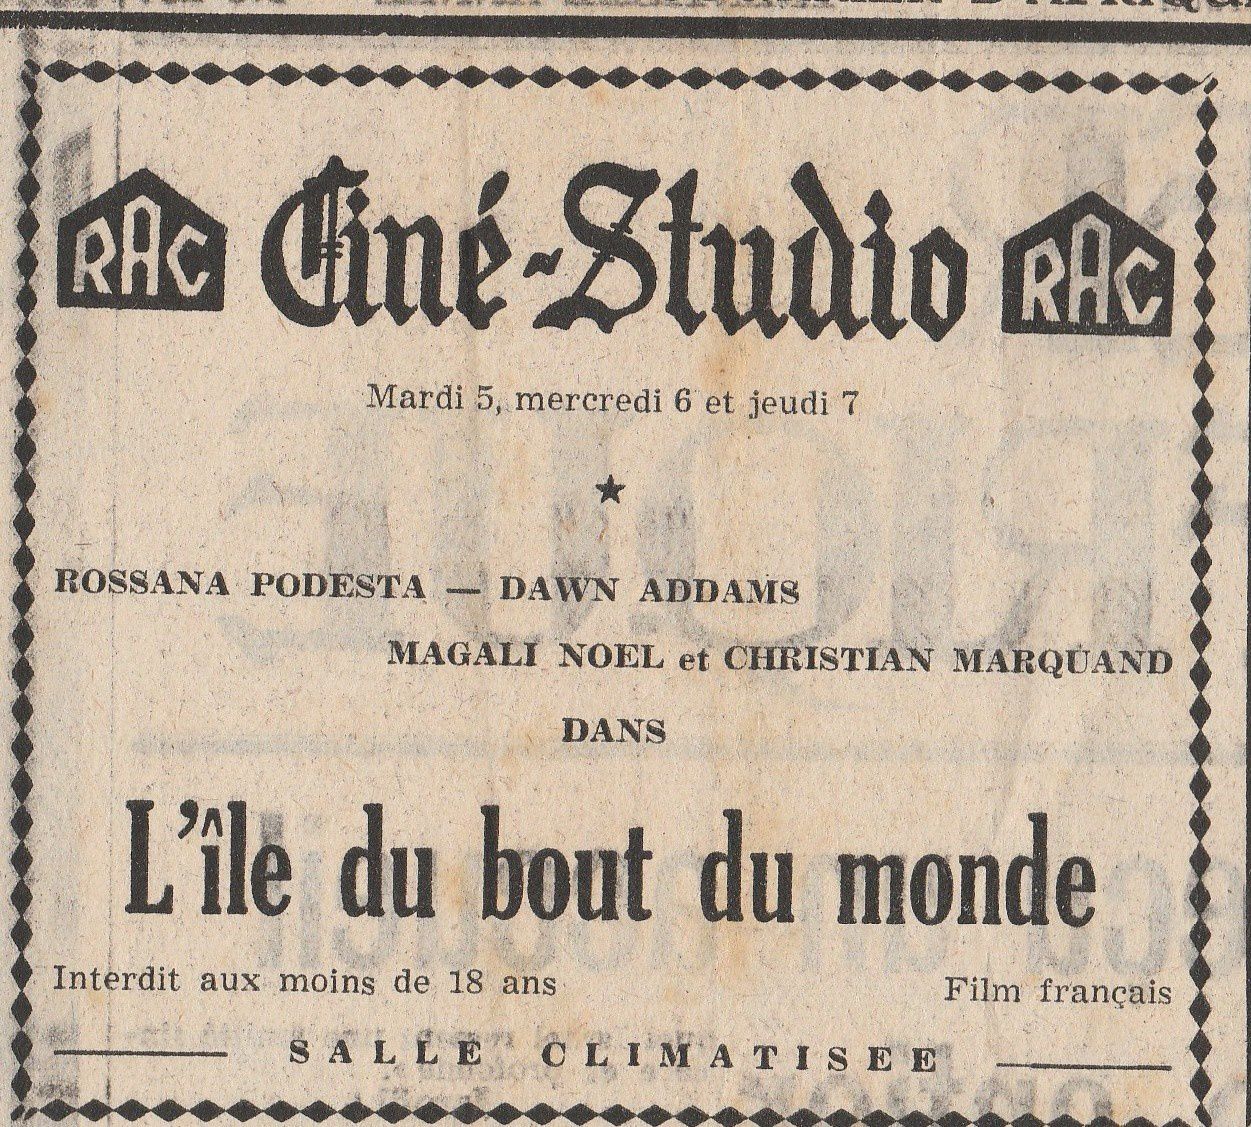 RAC Ciné-Studio RAC
Mardi 5, mercredi 6 et jeudi 7
ROSSANA PODESTA — DAWN ADDAMS
MAGALI NOEL et CHRISTIAN MARQUAND
DANS
L'île du bout du monde
Interdit aux moins de 18 ans Film français
SALLE CLIMATISEE